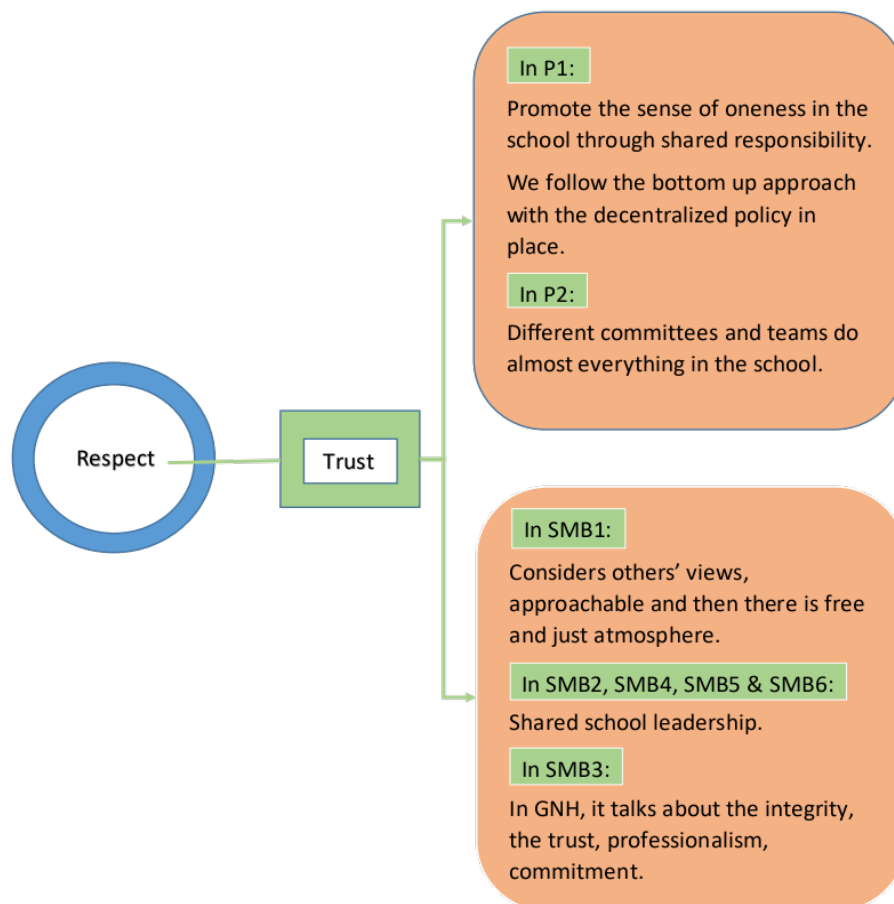 Respect
Trust
In P1:
Promote the sense of oneness in the
school through shared responsibility.
We follow the bottom up approach
with the decentralized policy in
place.
In P2:
Different committees and teams do
almost everything in the school.
In SMB1:
Considers others’ views,
approachable and then there is free
and just atmosphere.
In SMB2, SMB4, SMB5 & SMB6:
Shared school leadership.
In SMB3:
In GNH, it talks about the integrity,
the trust, professionalism,
commitment.